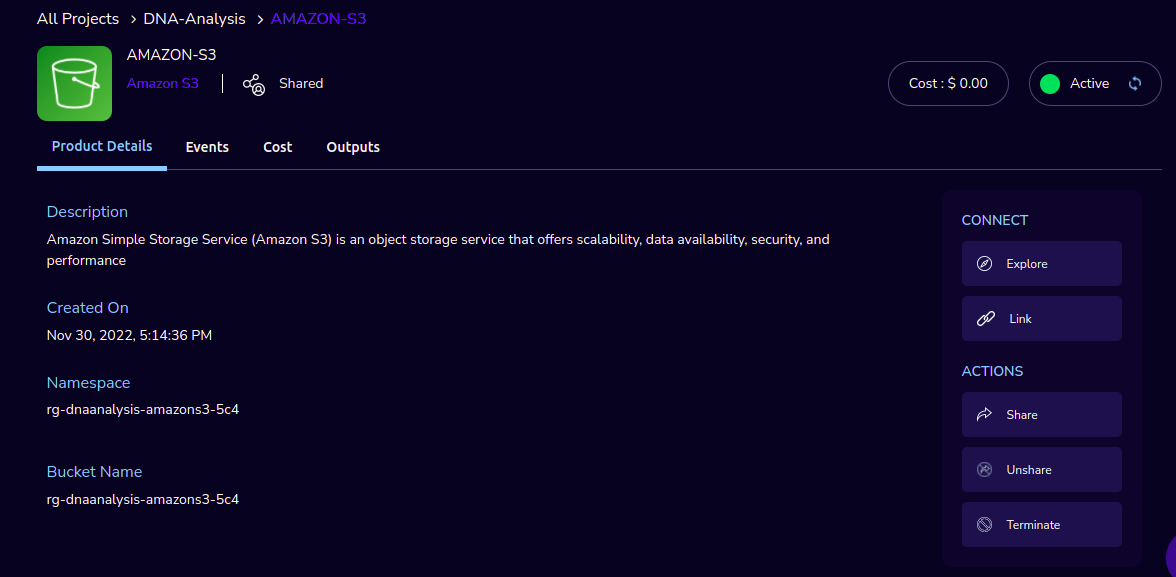 All Projects > DNA-Analysis > AMAZON-S3
AMAZON-S3
Amazon S3 | Shared
Cost : $ 0.00
Active
Product Details
Events
Cost
Outputs
Description
Amazon Simple Storage Service (Amazon S3) is an object storage service that offers scalability, data availability, security, and
performance
Created On
Nov 30, 2022, 5:14:36 PM
Namespace
rg-dnaanalysis-amazons3-5c4
Bucket Name
rg-dnaanalysis-amazons3-5c4
CONNECT
Explore
Link
ACTIONS
Share
Unshare
Terminate